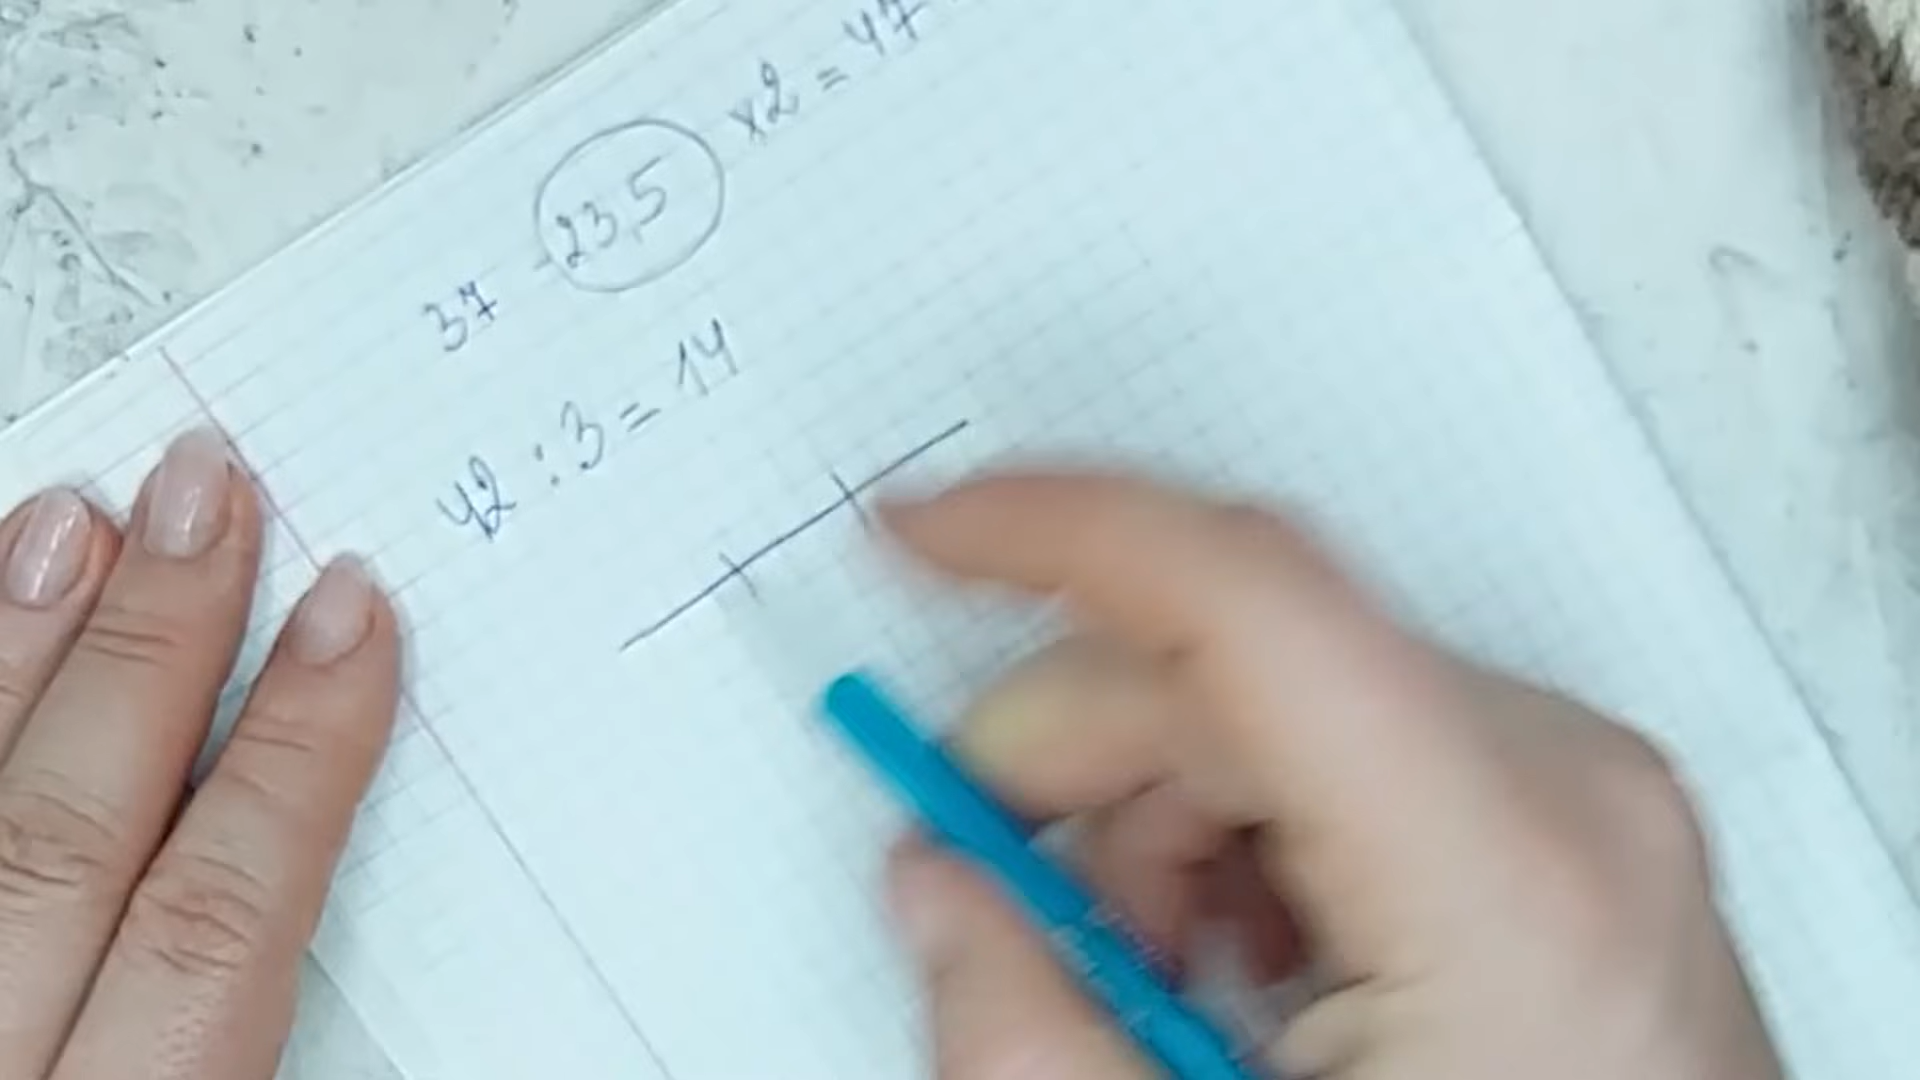 37 - 23,5 x2 = 47
42 : 3 = 14